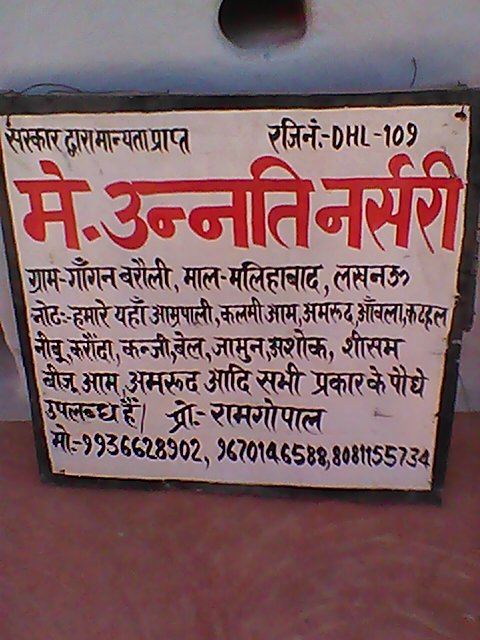 सरकार द्वारा मान्यता प्राप्त रजि नं.-DHL-109
मे. उन्नति नर्सरी
ग्राम-गाँगन बरौली, माल-मलिहाबाद, लखनऊ
नोट:-हमारे यहाँ आम्रपाली, कलमी आम, अमरूद, आँवला, कटहल
नीबू, करौंदा, कन्जी, बेल, जामुन, अशोक, शीसम
बीजू आम, अमरूद आदि सभी प्रकार के पौधे
उपलब्ध हैं। प्रो.- रामगोपाल
मो.-9936628902, 9670146588, 8081155734